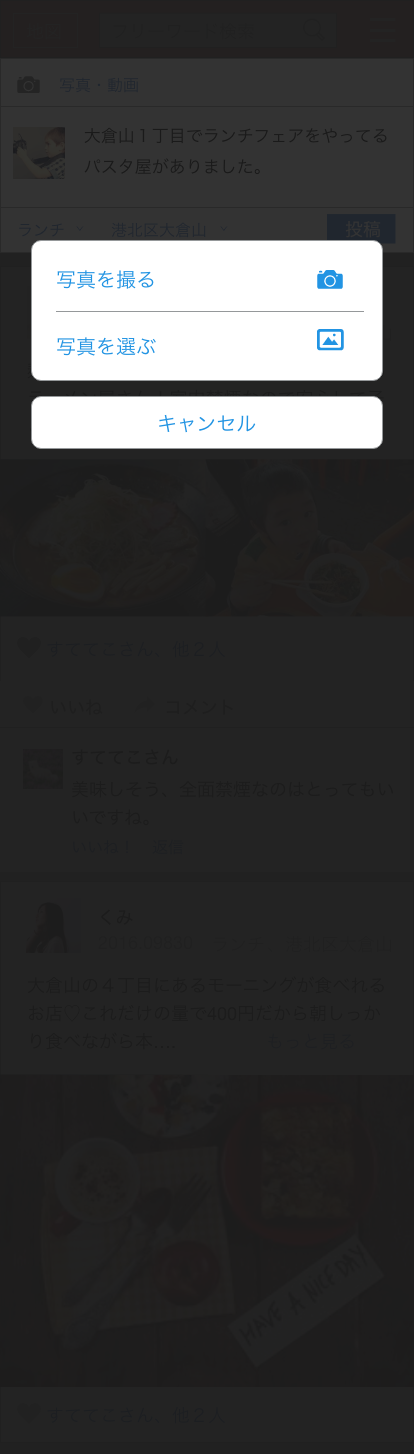 写真・動画
大倉山１丁目でランチフェアをやってる
パスタ屋がありました。
ランチ 港北区大倉山 投稿
写真を撮る
写真を選ぶ
キャンセル
すててこさん、他２人
いいね コメント
すててこさん
美味しそう。全面禁煙なのはとってもい
いですね。
くみ
大倉山の４丁目にあるモーニングが食べれる
お店♡これだけの量で400円だから朝しっか
り食べながら本.... もっと見る
HAVE A NICE DAY
すててこさん、他２人